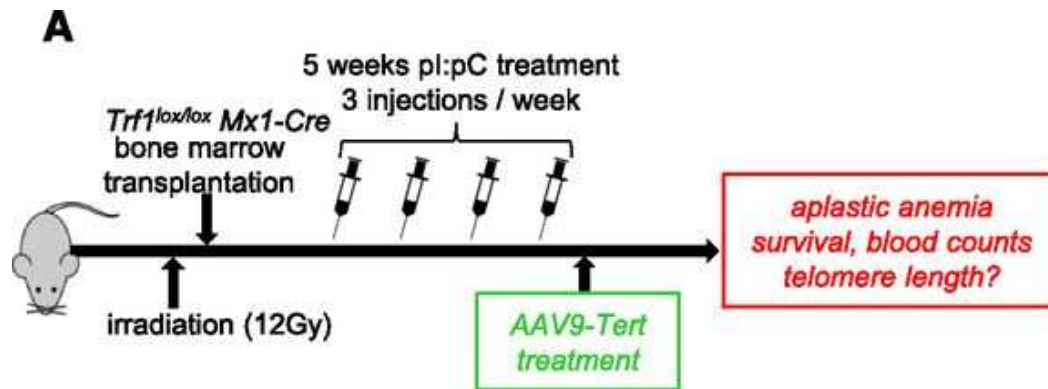 A
5 weeks pI:pC treatment
3 injections / week
Trf1lox/lox Mx1-Cre
bone marrow
transplantation
irradiation (12Gy)
AAV9-Tert
treatment
aplastic anemia
survival, blood counts
telomere length?